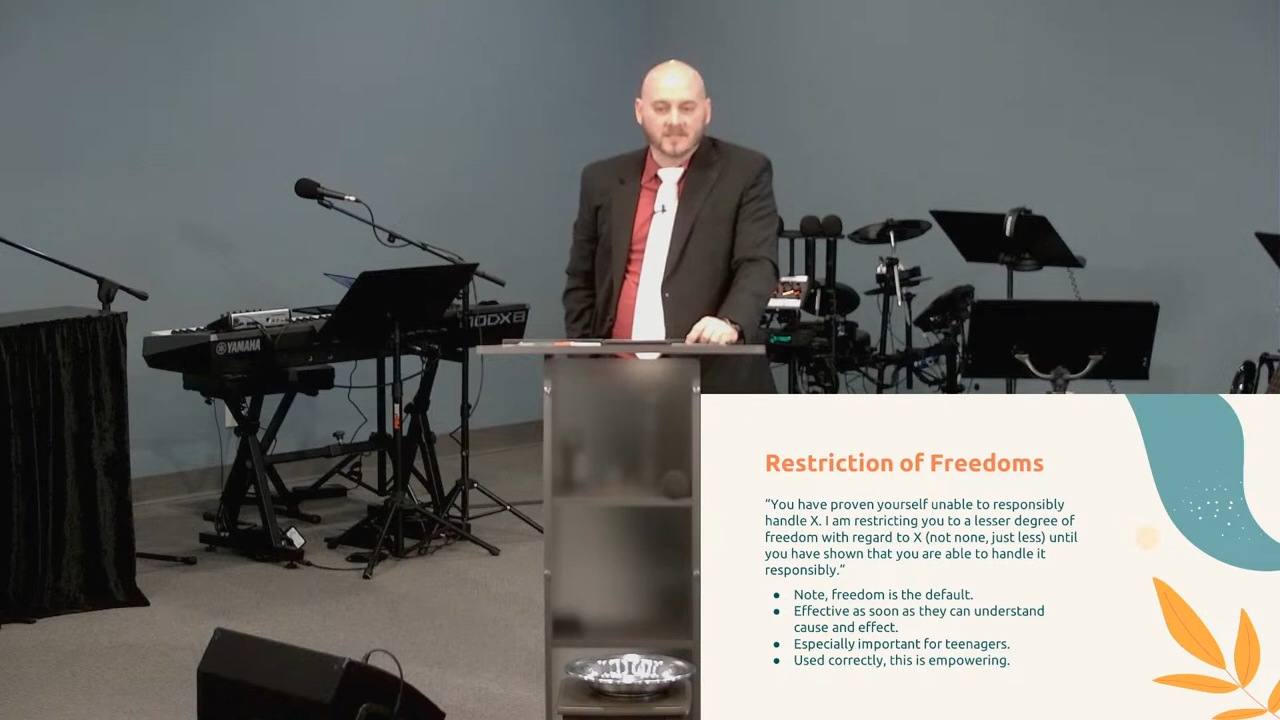 YAMAHA
Restriction of Freedoms
"You have proven yourself unable to responsibly
handle X. I am restricting you to a lesser degree of
freedom with regard to X (not none, just less) until
you have shown that you are able to handle it
responsibly."
● Note, freedom is the default.
● Effective as soon as they can understand
cause and effect.
● Especially important for teenagers.
● Used correctly, this is empowering.